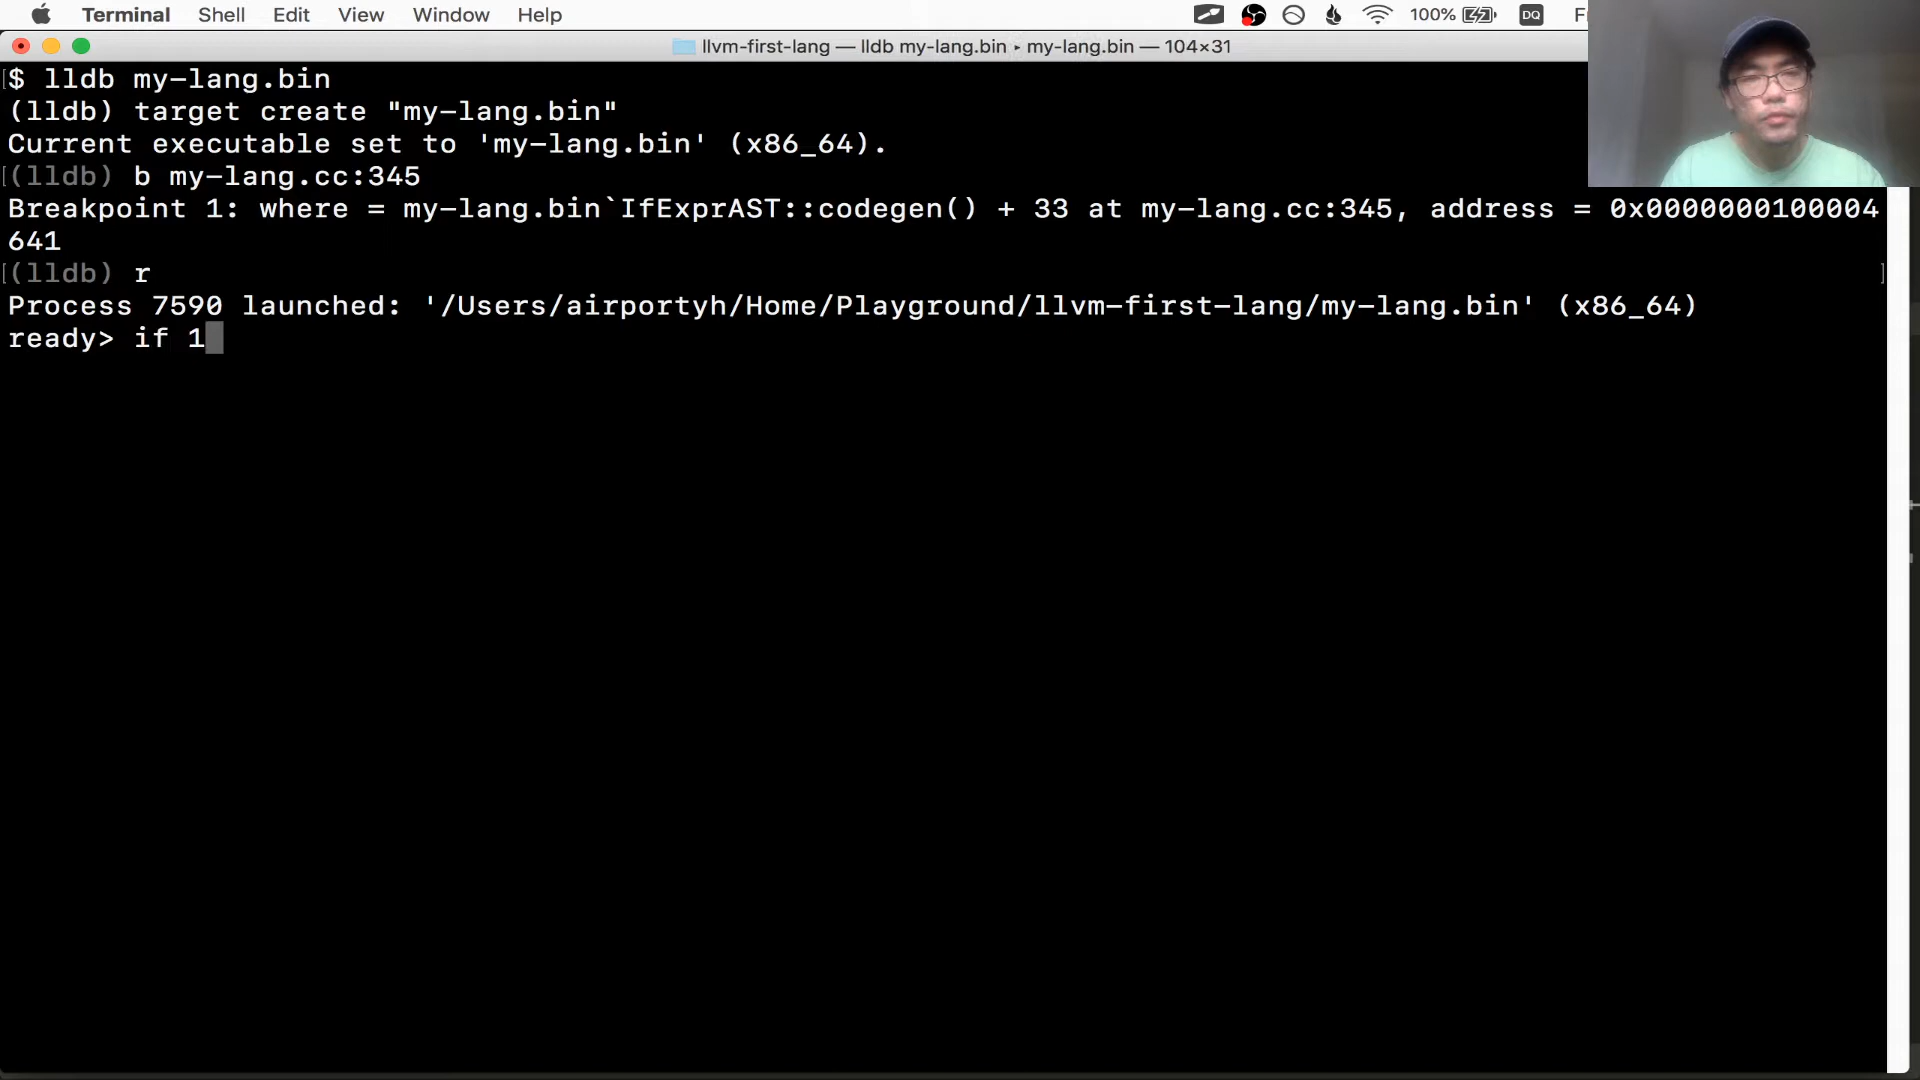 Terminal Shell Edit View Window Help 100% DQ
llvm-first-lang — lldb my-lang.bin ▸ my-lang.bin — 104×31
$ lldb my-lang.bin
(lldb) target create "my-lang.bin"
Current executable set to 'my-lang.bin' (x86_64).
(lldb) b my-lang.cc:345
Breakpoint 1: where = my-lang.bin`IfExprAST::codegen() + 33 at my-lang.cc:345, address = 0x0000000100004
641
(lldb) r
Process 7590 launched: '/Users/airportyh/Home/Playground/llvm-first-lang/my-lang.bin' (x86_64)
ready> if 1